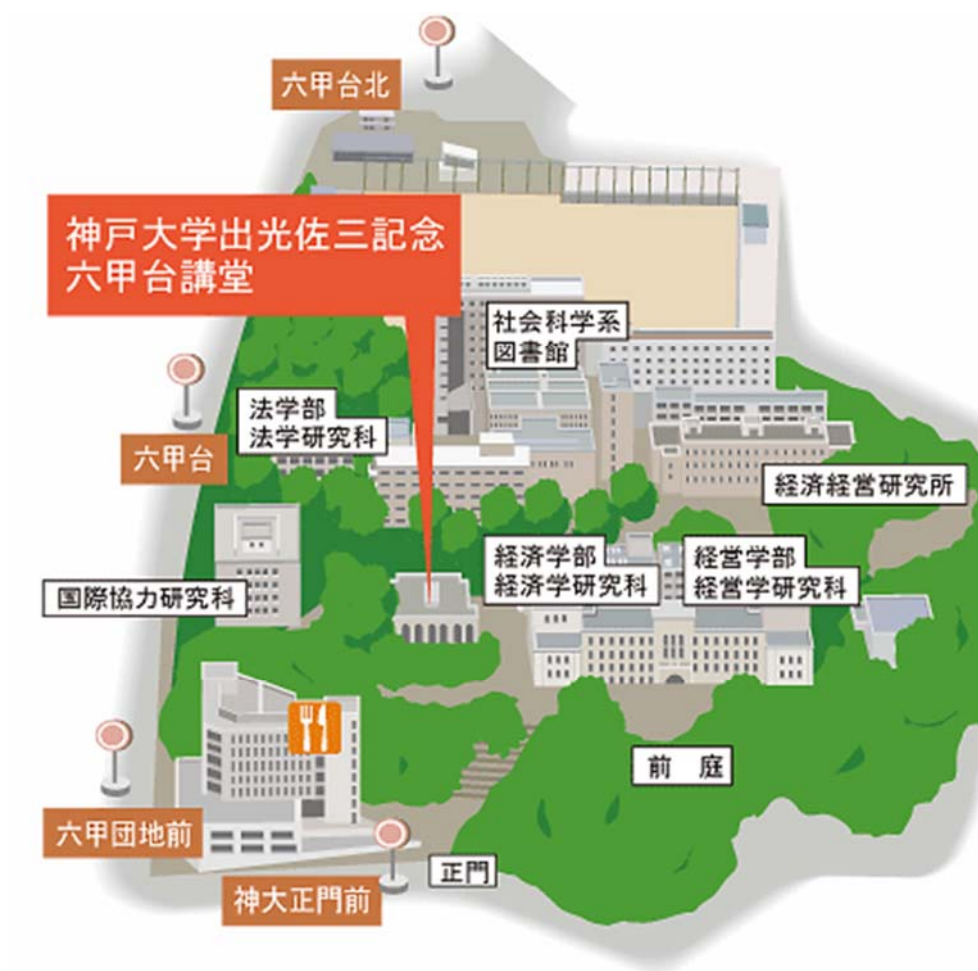 六甲台北
神戸大学出光佐三記念
六甲台講堂
社会科学系
図書館
法学部
法学研究科
六甲台
経済経営研究所
経済学部
経済学研究科
経営学部
経営学研究科
国際協力研究科
前 庭
六甲団地前
正門
神大正門前